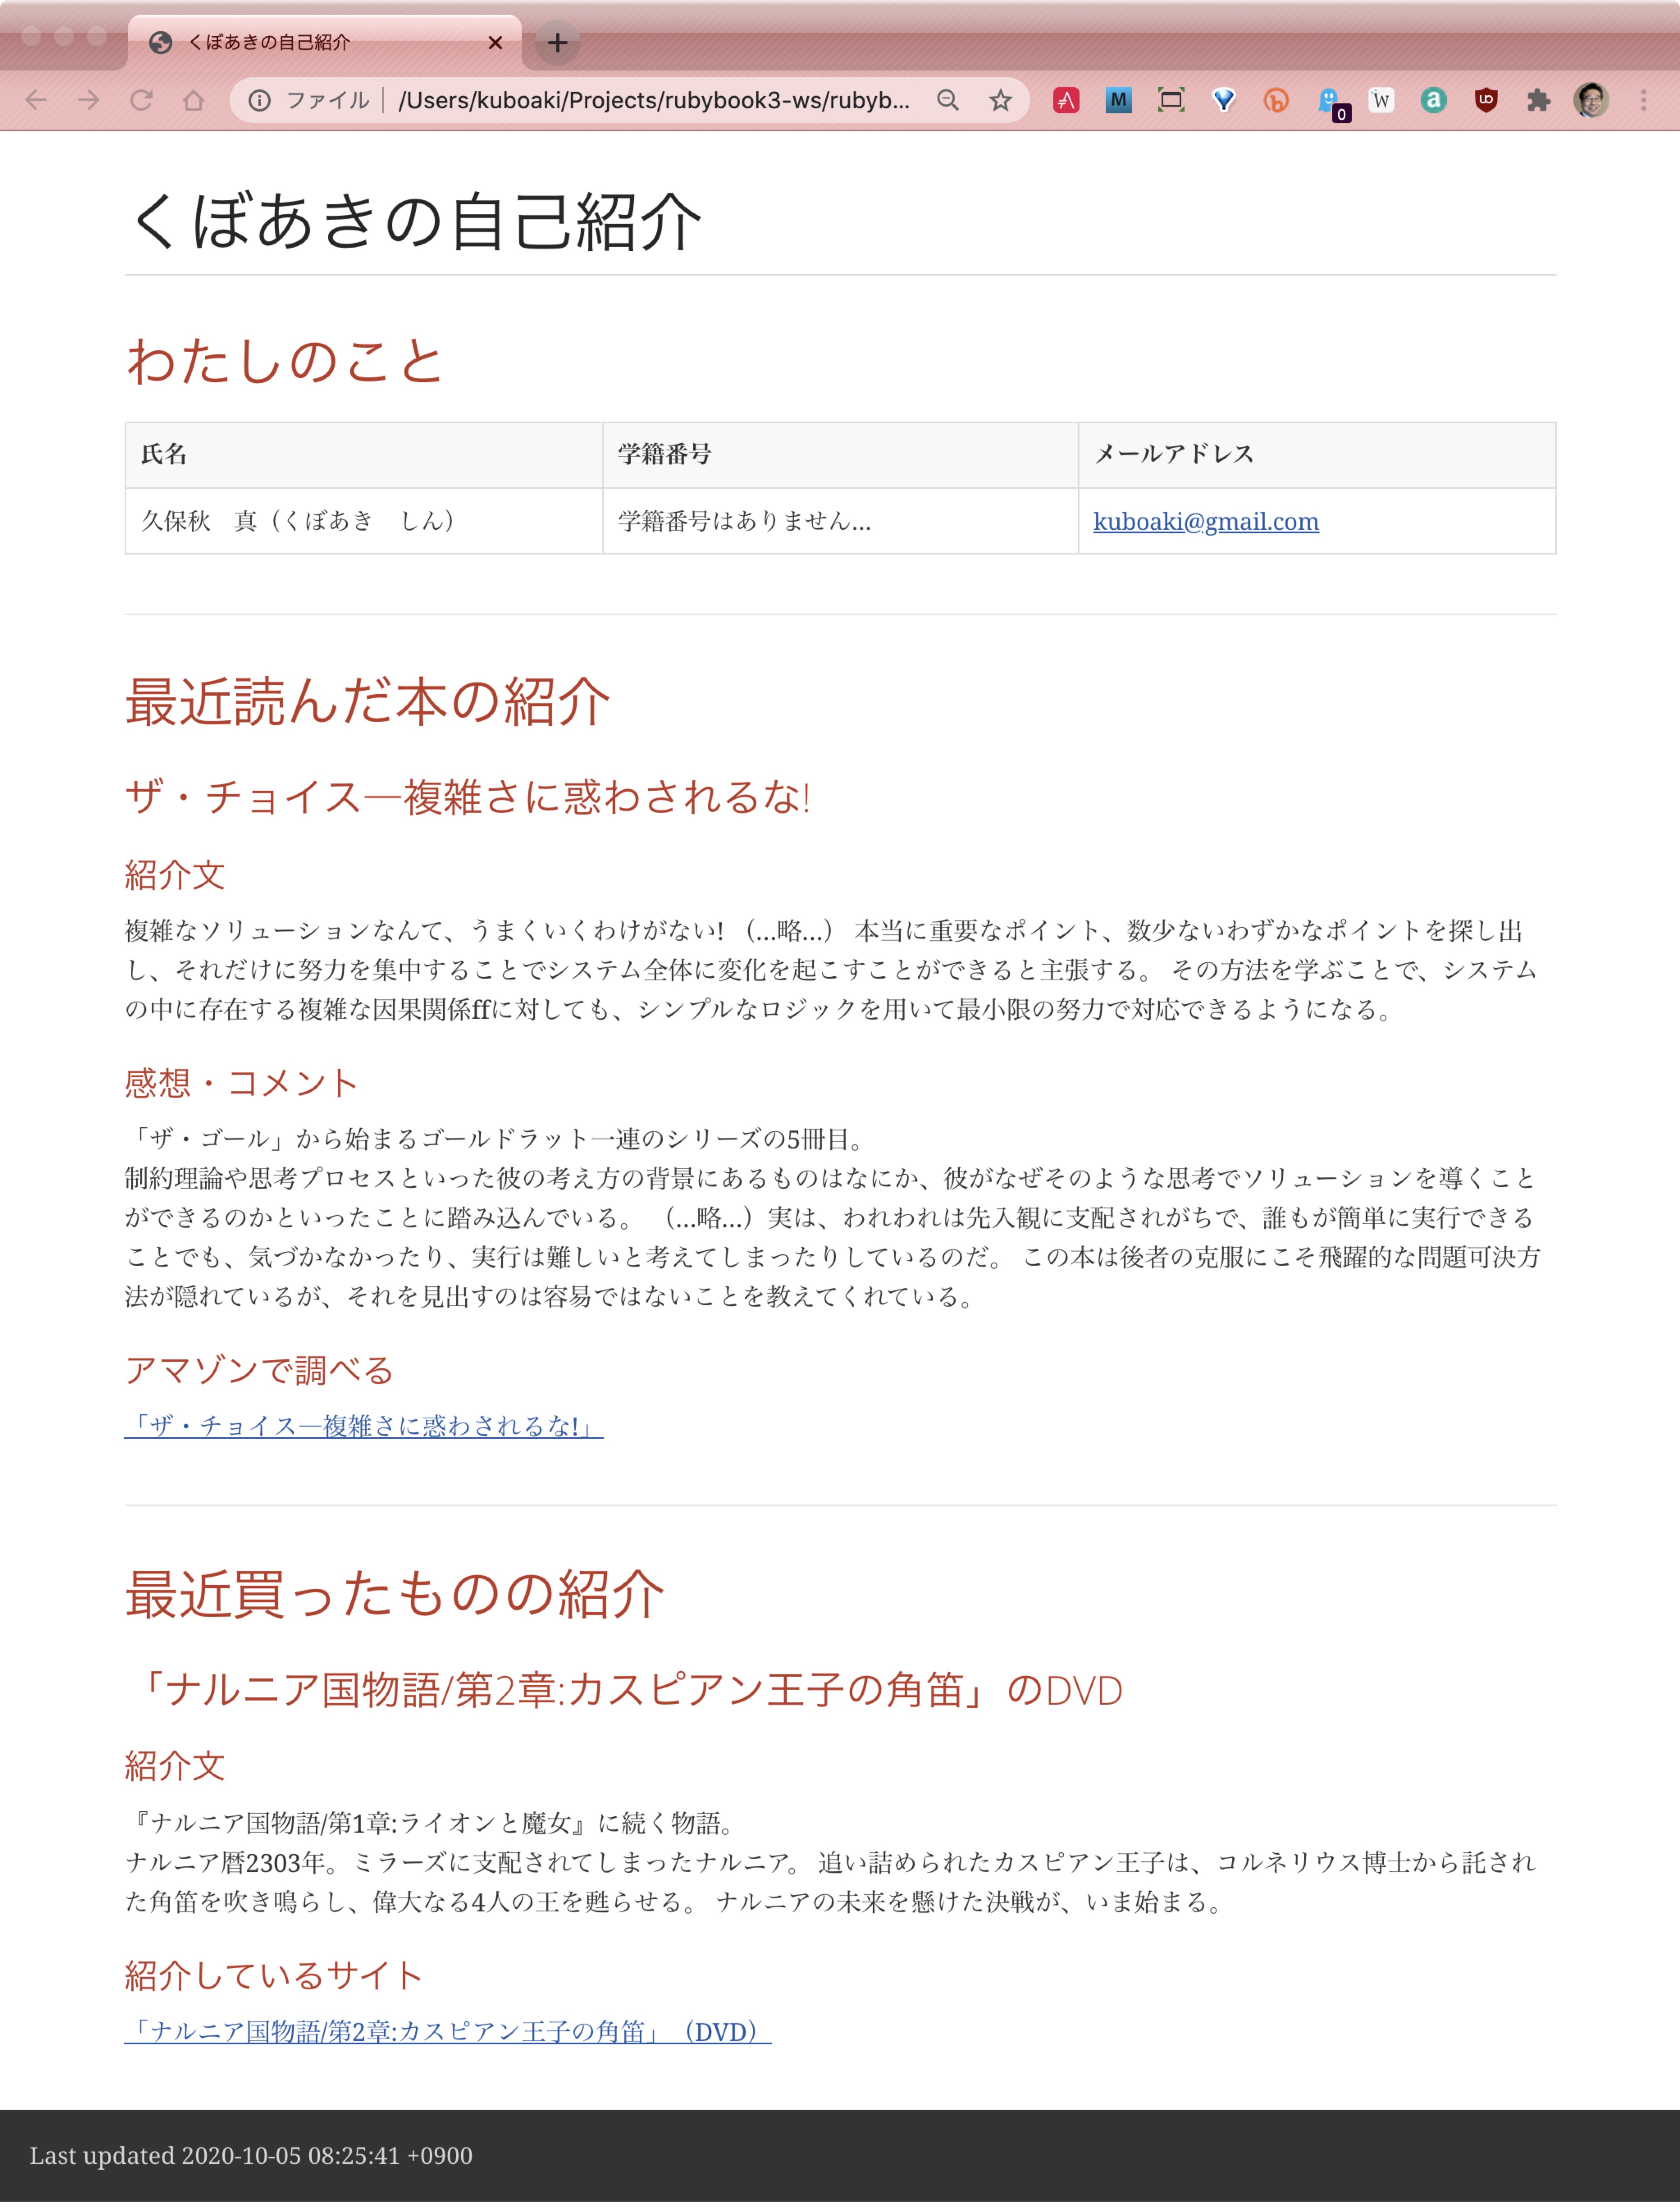 くぼあきの自己紹介
ファイル /Users/kuboaki/Projects/rubybook3-ws/rubyb...
M
0
W
a
くぼあきの自己紹介
わたしのこと
氏名 学籍番号 メールアドレス
久保秋　真（くぼあき　しん） 学籍番号はありません… kuboaki@gmail.com
最近読んだ本の紹介
ザ・チョイス―複雑さに惑わされるな!
紹介文
複雑なソリューションなんて、うまくいくわけがない! （…略…） 本当に重要なポイント、数少ないわずかなポイントを探し出
し、それだけに努力を集中することでシステム全体に変化を起こすことができると主張する。 その方法を学ぶことで、システム
の中に存在する複雑な因果関係ffに対しても、シンプルなロジックを用いて最小限の努力で対応できるようになる。
感想・コメント
「ザ・ゴール」から始まるゴールドラット一連のシリーズの5冊目。
制約理論や思考プロセスといった彼の考え方の背景にあるものはなにか、彼がなぜそのような思考でソリューションを導くこと
ができるのかといったことに踏み込んでいる。 （…略…）実は、われわれは先入観に支配されがちで、誰もが簡単に実行できる
ことでも、気づかなかったり、実行は難しいと考えてしまったりしているのだ。 この本は後者の克服にこそ飛躍的な問題可決方
法が隠れているが、それを見出すのは容易ではないことを教えてくれている。
アマゾンで調べる
「ザ・チョイス―複雑さに惑わされるな!」
最近買ったものの紹介
「ナルニア国物語/第2章:カスピアン王子の角笛」のDVD
紹介文
『ナルニア国物語/第1章:ライオンと魔女』に続く物語。
ナルニア暦2303年。ミラーズに支配されてしまったナルニア。 追い詰められたカスピアン王子は、コルネリウス博士から託され
た角笛を吹き鳴らし、偉大なる4人の王を甦らせる。 ナルニアの未来を懸けた決戦が、いま始まる。
紹介しているサイト
「ナルニア国物語/第2章:カスピアン王子の角笛」（DVD）
Last updated 2020-10-05 08:25:41 +0900